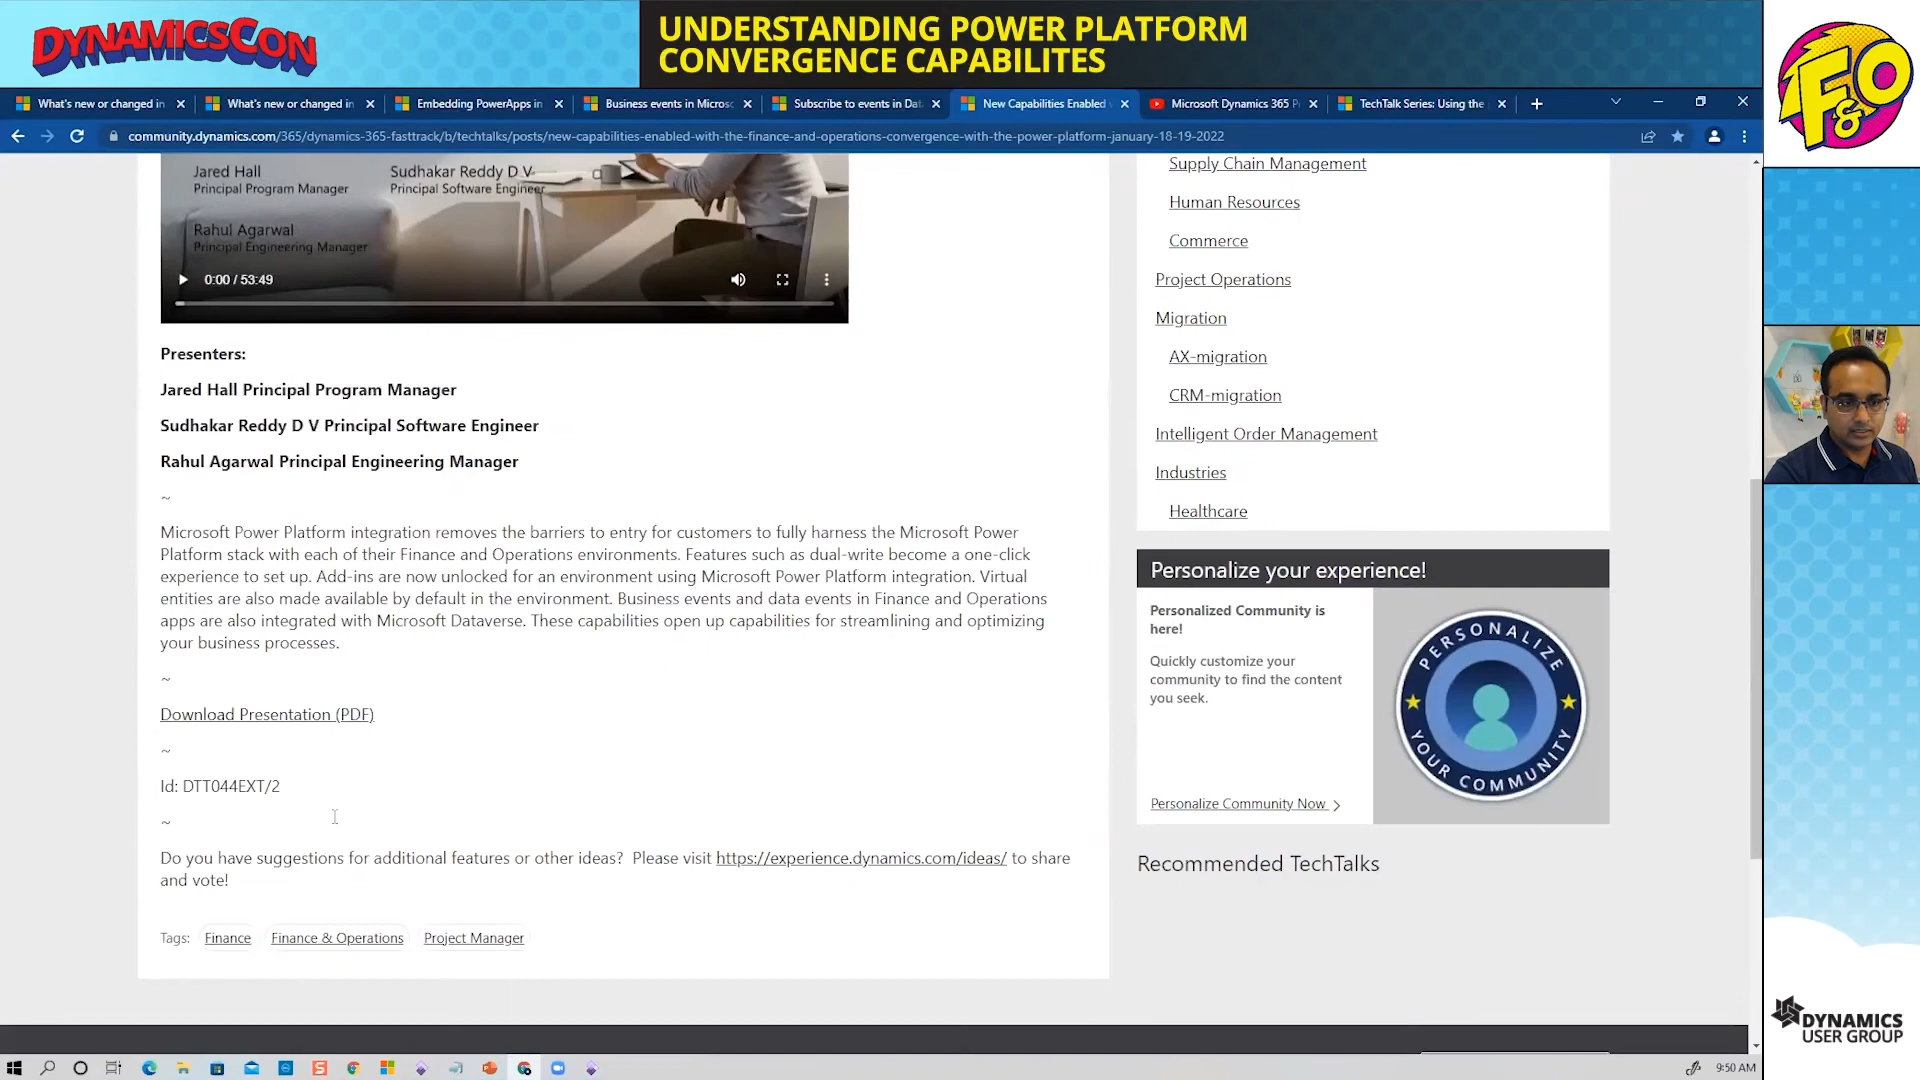 DYNAMICSCON
UNDERSTANDING POWER PLATFORM
CONVERGENCE CAPABILITES
F&O
What's new or changed in
What's new or changed in
Embedding PowerApps in
Business events in Micros
Subscribe to events in Dat
New Capabilities Enabled
Microsoft Dynamics 365 P
TechTalk Series: Using the
community.dynamics.com/365/dynamics-365-fasttrack/b/techtalks/posts/new-capabilities-enabled-with-the-finance-and-operations-convergence-with-the-power-platform-january-18-19-2022
Jared Hall
Principal Program Manager
Sudhakar Reddy D V
Principal Software Engineer
Rahul Agarwal
Principal Engineering Manager
0:00 / 53:49
Presenters:
Jared Hall Principal Program Manager
Sudhakar Reddy D V Principal Software Engineer
Rahul Agarwal Principal Engineering Manager
~
Microsoft Power Platform integration removes the barriers to entry for customers to fully harness the Microsoft Power
Platform stack with each of their Finance and Operations environments. Features such as dual-write become a one-click
experience to set up. Add-ins are now unlocked for an environment using Microsoft Power Platform integration. Virtual
entities are also made available by default in the environment. Business events and data events in Finance and Operations
apps are also integrated with Microsoft Dataverse. These capabilities open up capabilities for streamlining and optimizing
your business processes.
~
Download Presentation (PDF)
~
Id: DTT044EXT/2
~
Do you have suggestions for additional features or other ideas?  Please visit https://experience.dynamics.com/ideas/ to share
and vote!
Tags: Finance Finance & Operations Project Manager
Supply Chain Management
Human Resources
Commerce
Project Operations
Migration
AX-migration
CRM-migration
Intelligent Order Management
Industries
Healthcare
Personalize your experience!
Personalized Community is
here!
Quickly customize your
community to find the content
you seek.
Personalize Community Now
PERSONALIZE
YOUR COMMUNITY
Recommended TechTalks
DYNAMICS
USER GROUP
9:50 AM